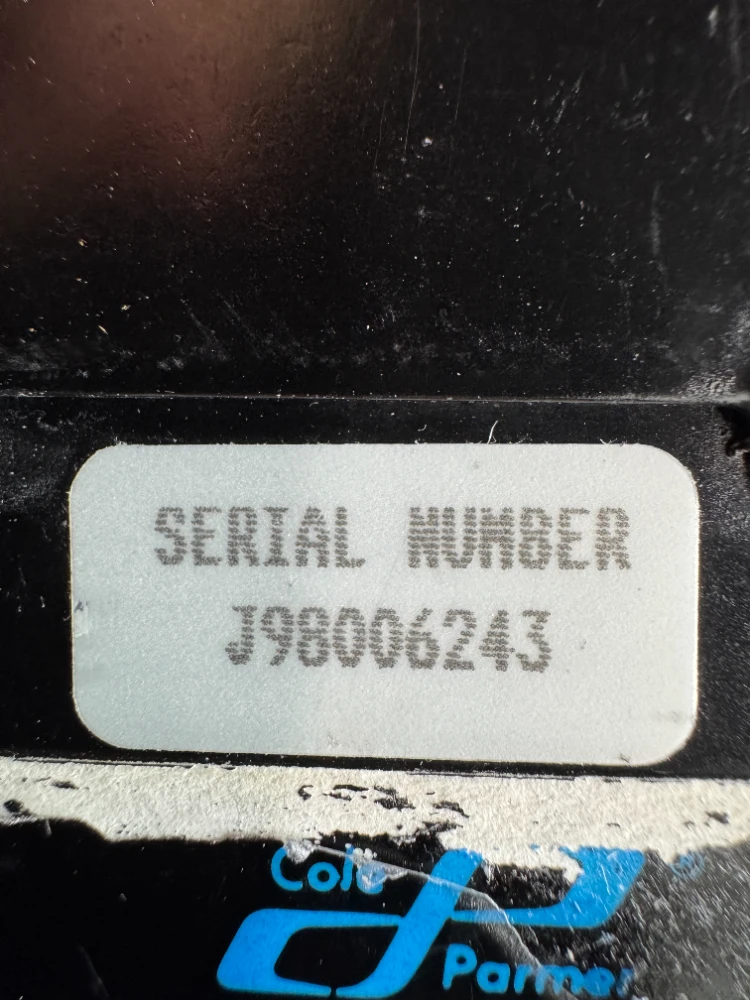 SERIAL NUMBER
J98006243
Cole
Parmer